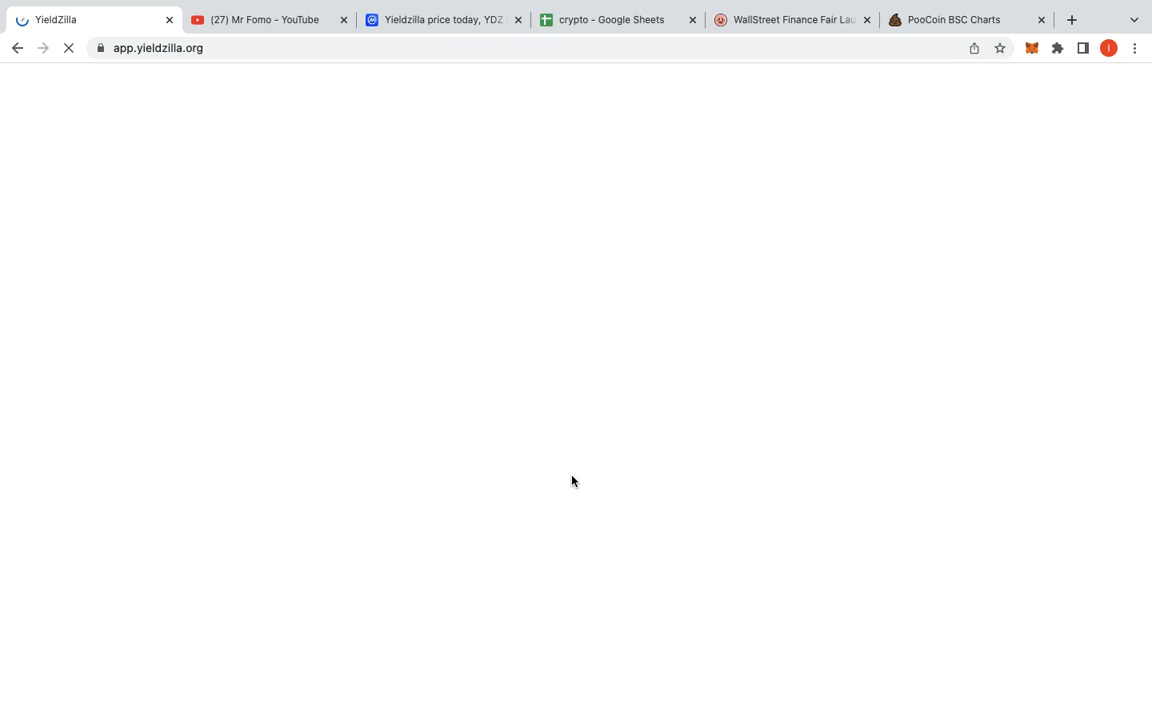 YieldZilla
(27) Mr Fomo - YouTube
Yieldzilla price today, YDZ
crypto - Google Sheets
WallStreet Finance Fair Lau
PooCoin BSC Charts
app.yieldzilla.org
I